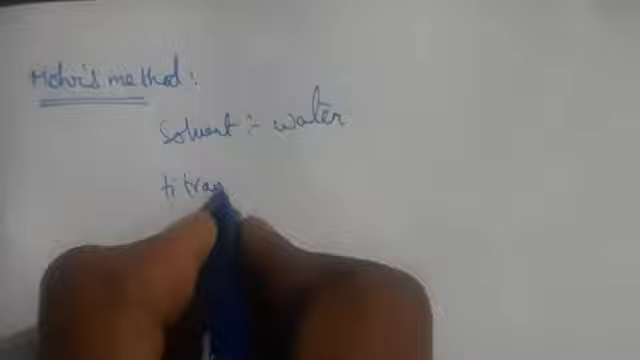 Mohr's method :
Solvent :- water
titra